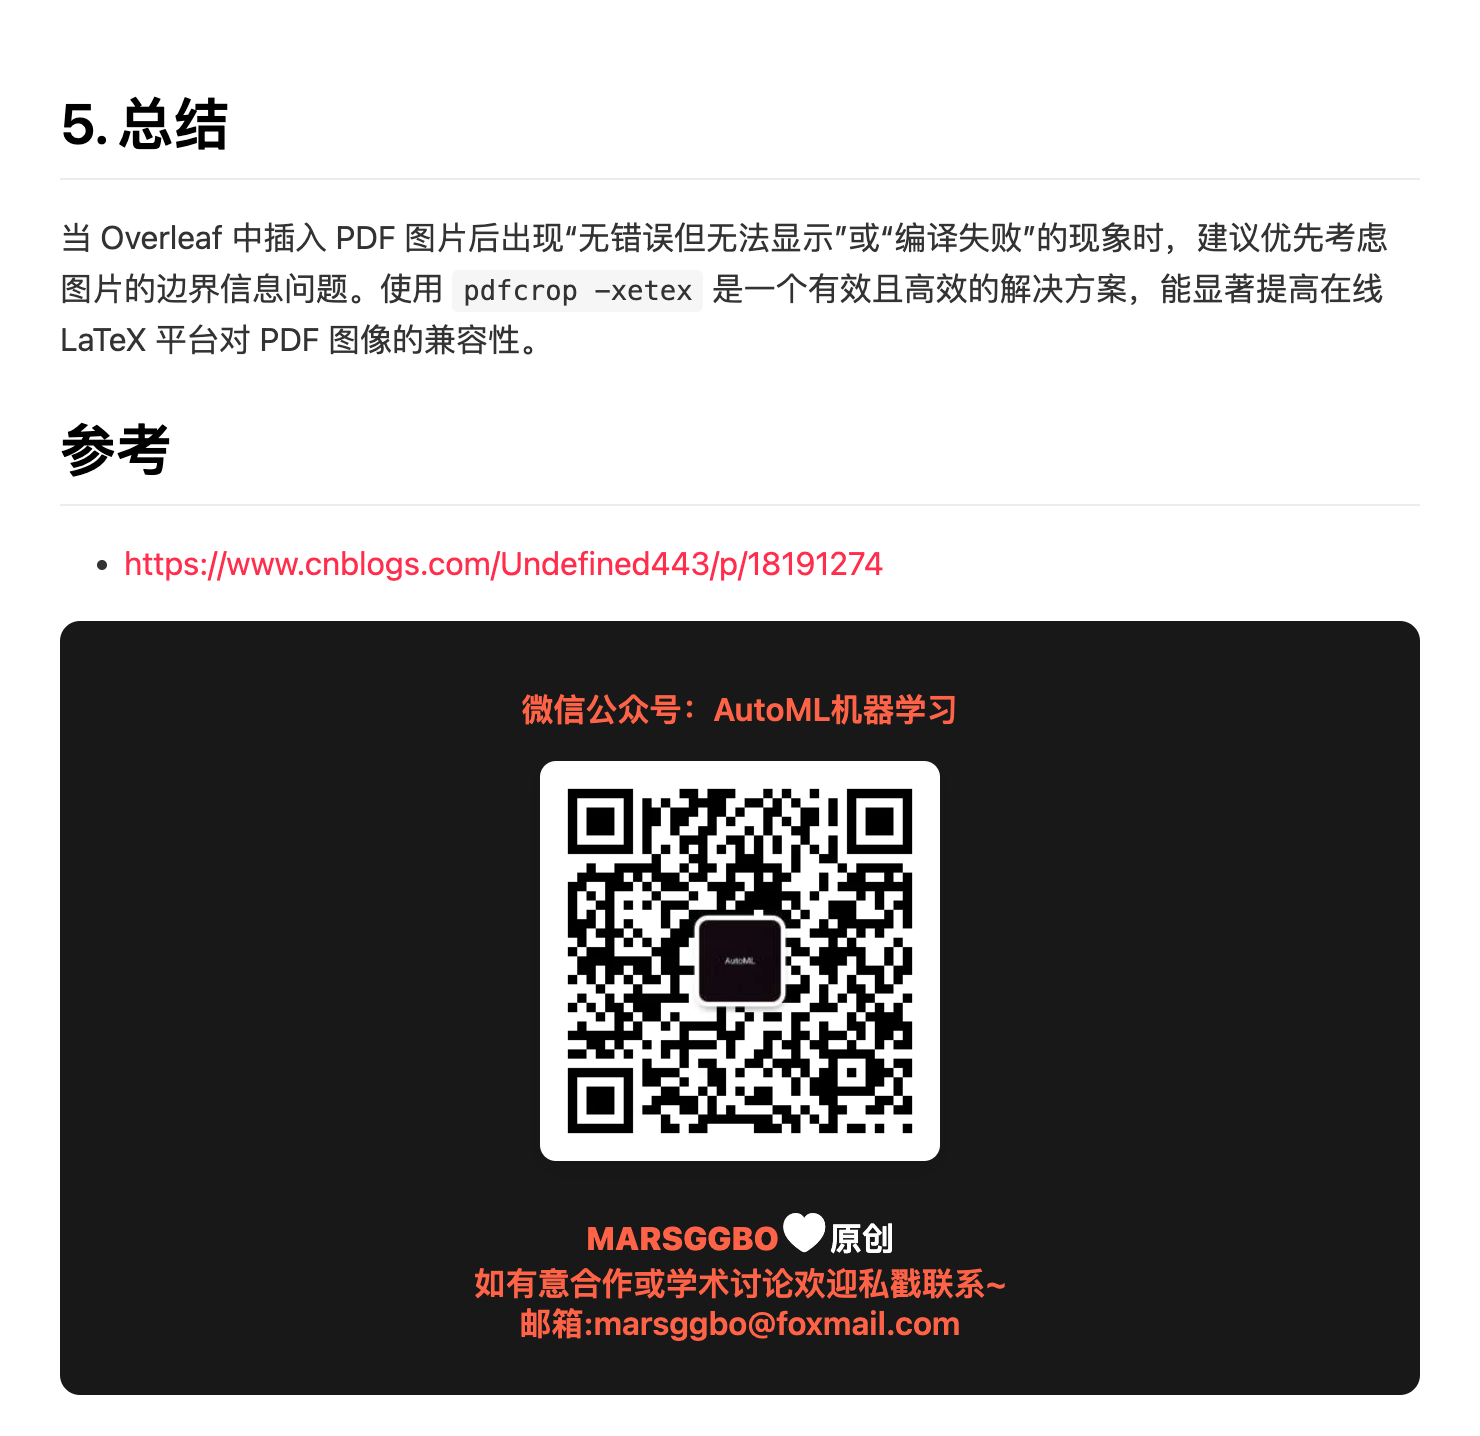 5. 总结
当 Overleaf 中插入 PDF 图片后出现“无错误但无法显示”或“编译失败”的现象时，建议优先考虑
图片的边界信息问题。使用 pdfcrop -xetex 是一个有效且高效的解决方案，能显著提高在线
LaTeX 平台对 PDF 图像的兼容性。
参考
• https://www.cnblogs.com/Undefined443/p/18191274
微信公众号：AutoML机器学习
AutoML
MARSGGBO🤍原创
如有意合作或学术讨论欢迎私戳联系~
邮箱:marsggbo@foxmail.com